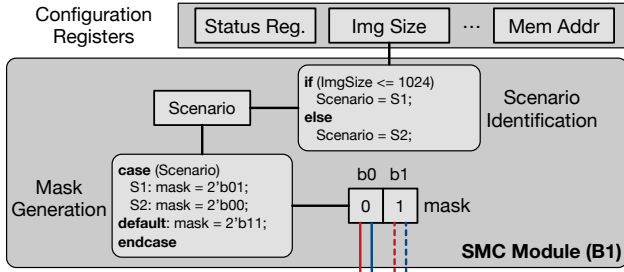 Configuration
Registers
Status Reg.
Img Size
...
Mem Addr
if (ImgSize <= 1024)
Scenario = S1;
else
Scenario = S2;
Scenario
Identification
Scenario
Mask
Generation
case (Scenario)
S1: mask = 2'b01;
S2: mask = 2'b00;
default: mask = 2'b11;
endcase
b0 b1
0 1 mask
SMC Module (B1)